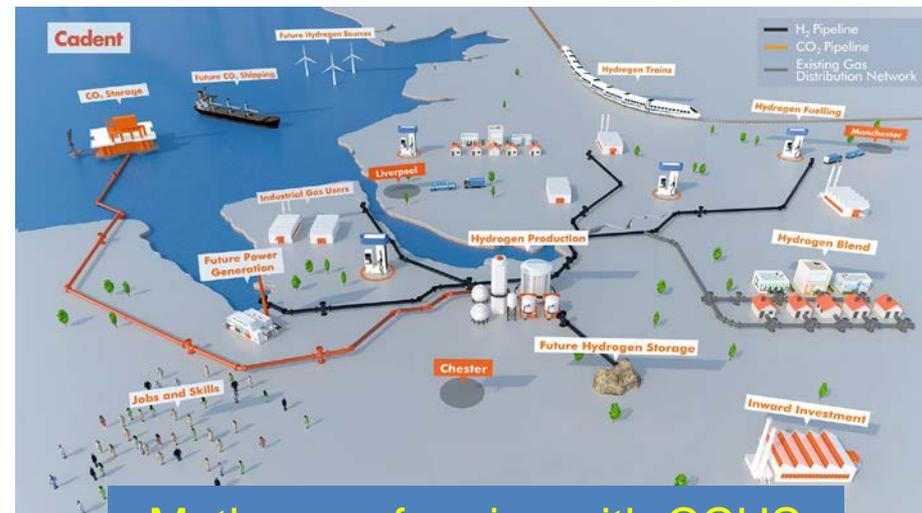 Cadent
Future Hydrogen Sources
H₂ Pipeline
CO₂ Pipeline
Existing Gas
Distribution Network
CO₂ Storage
Future CO₂ Shipping
Hydrogen Trains
Hydrogen Fuelling
Manchester
Liverpool
Industrial Gas Users
Hydrogen Production
Hydrogen Blend
Future Power
Generation
Future Hydrogen Storage
Chester
Jobs and Skills
Inward Investment